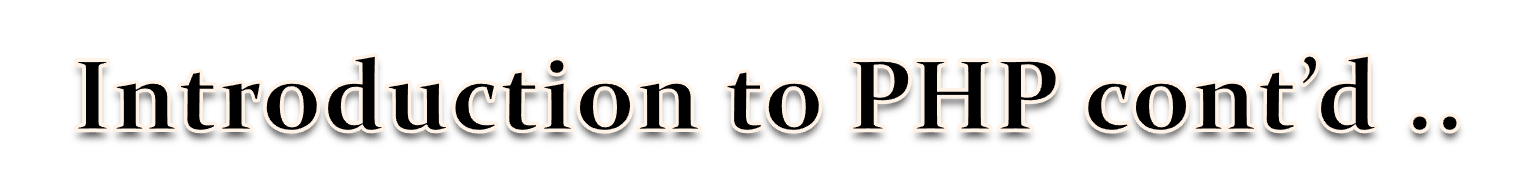 Introduction to PHP cont’d ..